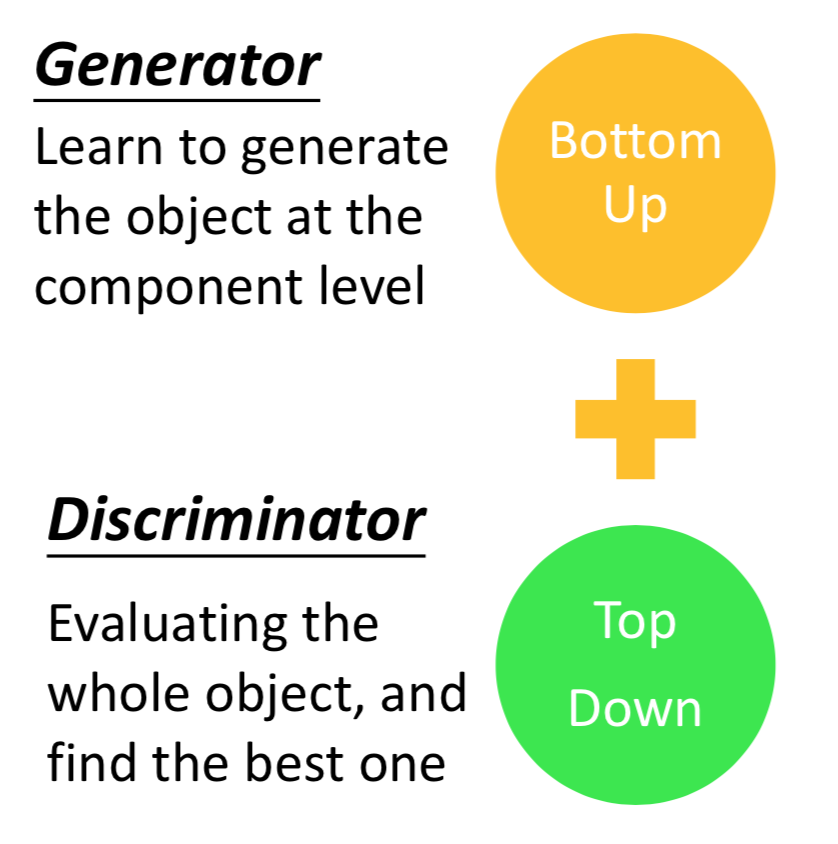 Generator
Learn to generate
the object at the
component level
Bottom
Up
Discriminator
Evaluating the
whole object, and
find the best one
Top
Down